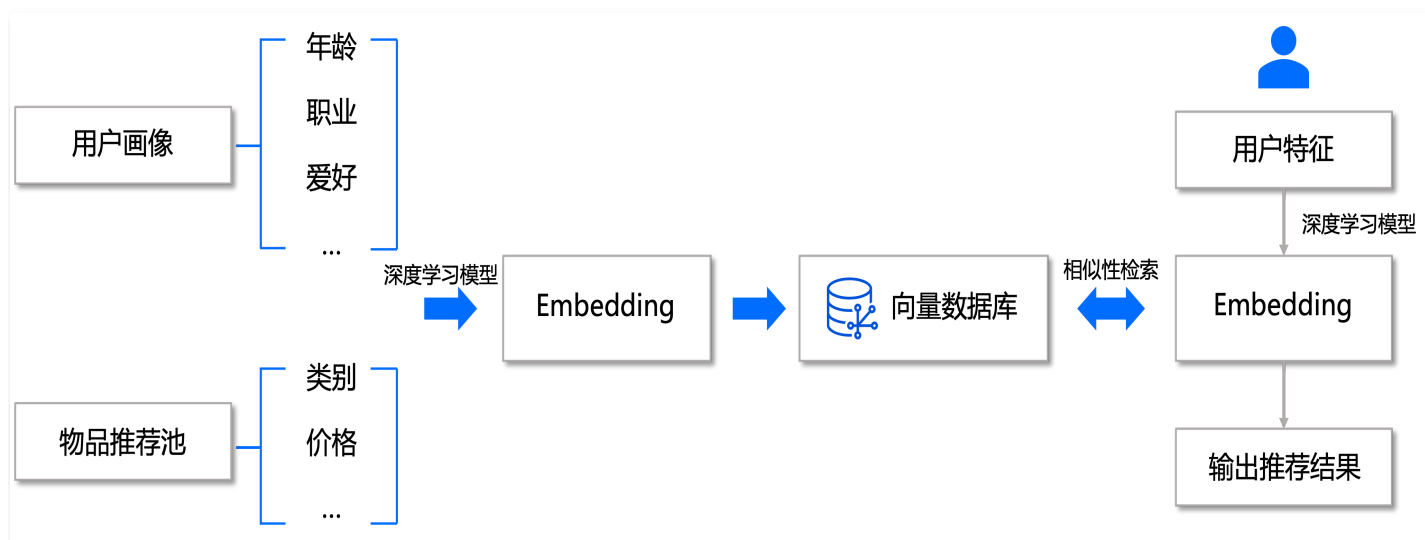 用户画像
年龄
职业
爱好
...
物品推荐池
类别
价格
...
深度学习模型
Embedding
向量数据库
相似性检索
用户特征
深度学习模型
Embedding
输出推荐结果